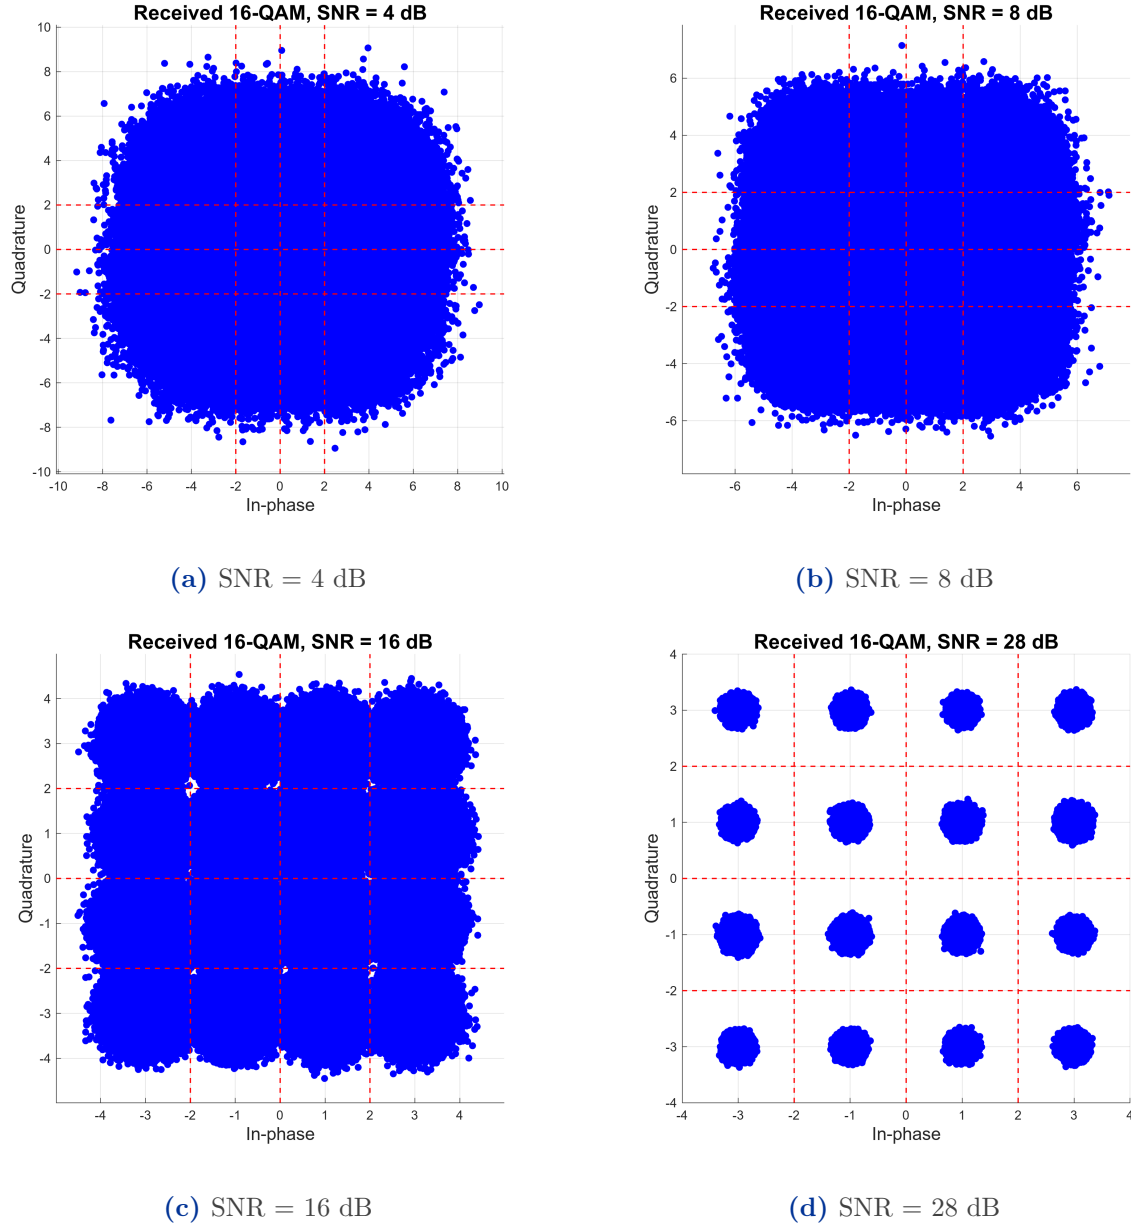 Received 16-QAM, SNR = 4 dB
10
8
6
4
2
0
-2
-4
-6
-8
-10
Quadrature
-10 -8 -6 -4 -2 0 2 4 6 8 10
In-phase
(a) SNR = 4 dB
Received 16-QAM, SNR = 8 dB
6
4
2
0
-2
-4
-6
Quadrature
-6 -4 -2 0 2 4 6
In-phase
(b) SNR = 8 dB
Received 16-QAM, SNR = 16 dB
4
3
2
1
0
-1
-2
-3
-4
Quadrature
-4 -3 -2 -1 0 1 2 3 4
In-phase
(c) SNR = 16 dB
Received 16-QAM, SNR = 28 dB
4
3
2
1
0
-1
-2
-3
-4
Quadrature
-4 -3 -2 -1 0 1 2 3 4
In-phase
(d) SNR = 28 dB